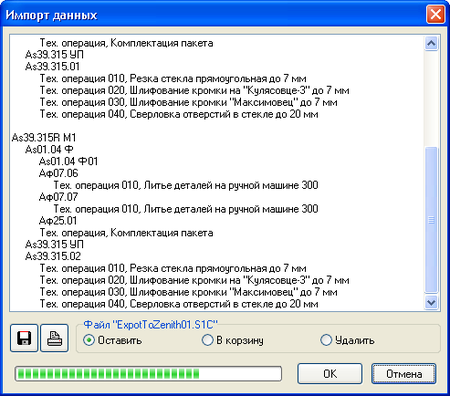 Импорт данных
Тех. операция, Комплектация пакета
As39.315 УП
As39.315.01
Тех. операция 010, Резка стекла прямоугольная до 7 мм
Тех. операция 020, Шлифование кромки на "Кулясовце-3" до 7 мм
Тех. операция 030, Шлифование кромки "Максимовец" до 7 мм
Тех. операция 040, Сверловка отверстий в стекле до 20 мм
As39.315R М1
As01.04 Ф
As01.04 Ф01
Аф07.06
Тех. операция 010, Литье деталей на ручной машине 300
Аф07.07
Тех. операция 010, Литье деталей на ручной машине 300
Аф25.01
Тех. операция, Комплектация пакета
As39.315 УП
As39.315.02
Тех. операция 010, Резка стекла прямоугольная до 7 мм
Тех. операция 020, Шлифование кромки на "Кулясовце-3" до 7 мм
Тех. операция 030, Шлифование кромки "Максимовец" до 7 мм
Тех. операция 040, Сверловка отверстий в стекле до 20 мм
Файл "ExpotToZenith01.S1C"
Оставить В корзину Удалить
OK Отмена